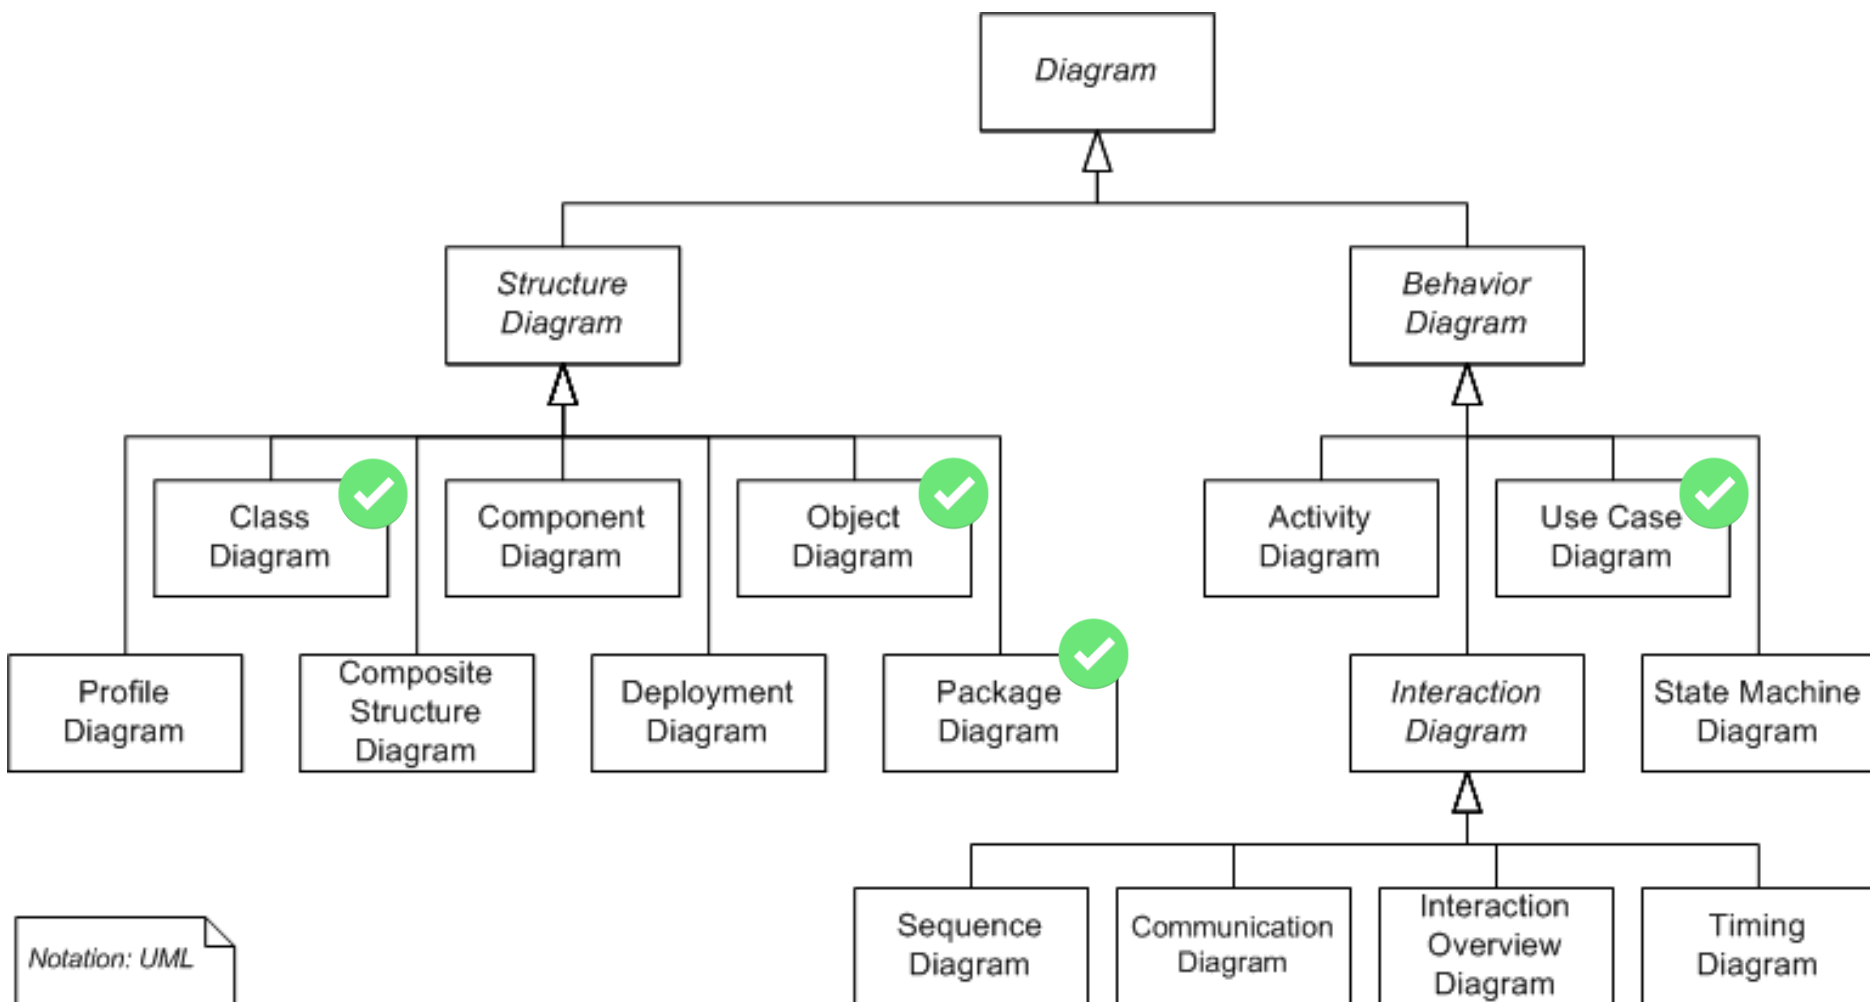 Diagram
Structure
Diagram
Behavior
Diagram
Class
Diagram
Component
Diagram
Object
Diagram
Activity
Diagram
Use Case
Diagram
Profile
Diagram
Composite
Structure
Diagram
Deployment
Diagram
Package
Diagram
Interaction
Diagram
State Machine
Diagram
Sequence
Diagram
Communication
Diagram
Interaction
Overview
Diagram
Timing
Diagram
Notation: UML